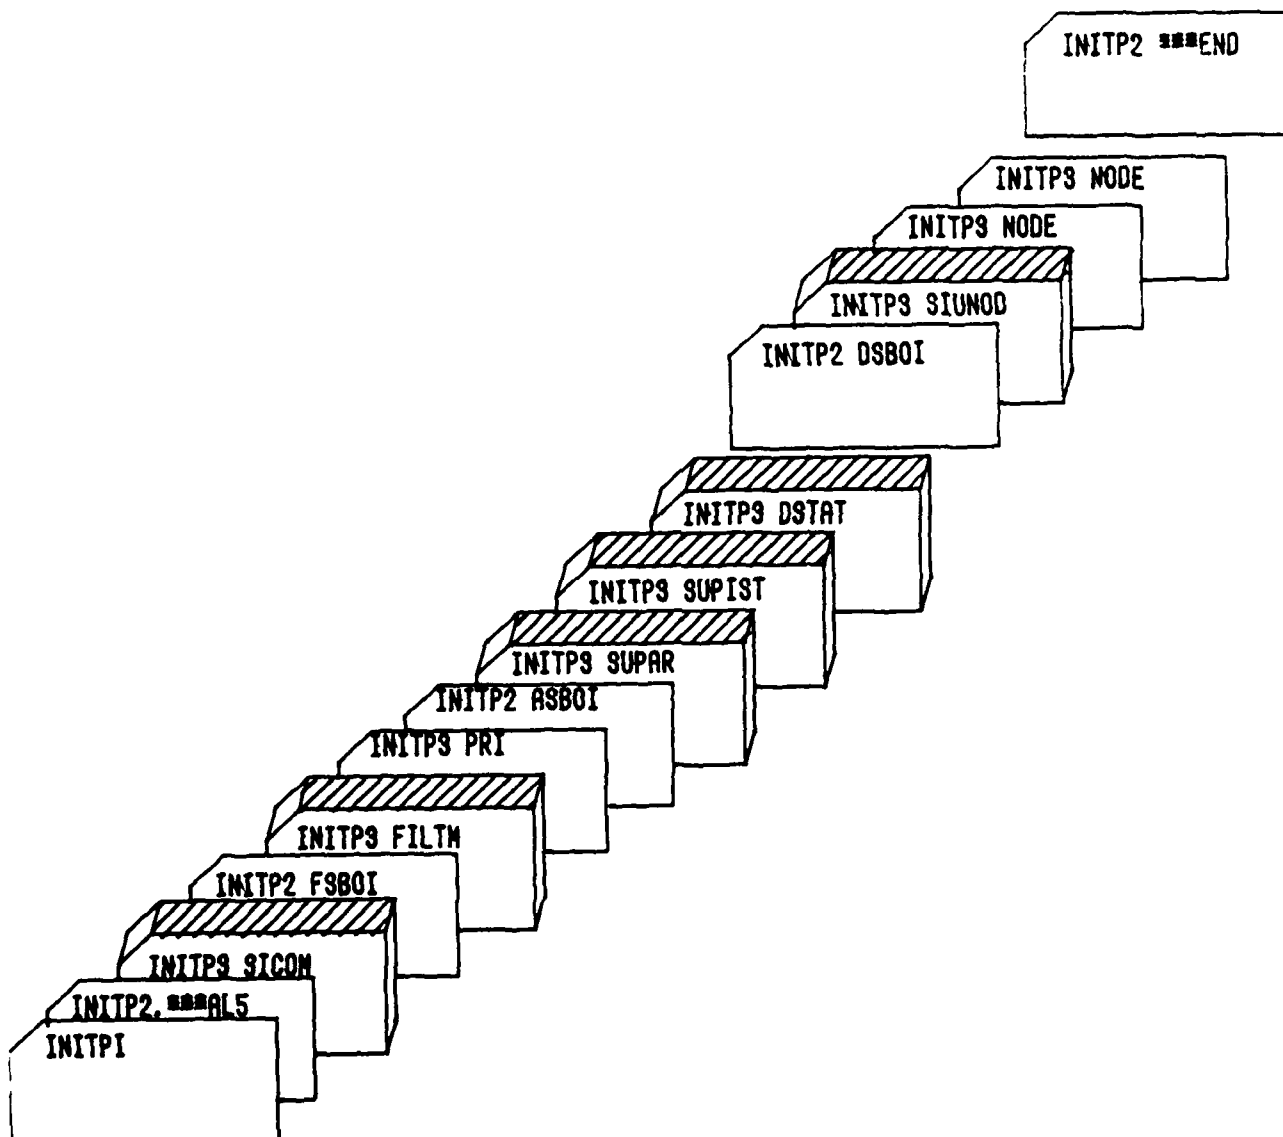 INITP2 ***END
INITP3 NODE
INITP3 NODE
INITP3 SIUNOD
INITP2 DSBOI
INITP3 DSTAT
INITP3 SUPIST
INITP3 SUPAR
INITP2 ASBOI
INITP3 PRI
INITP3 FILTM
INITP2 FSBOI
INITP3 SICOM
INITP2, ***AL5
INITPI